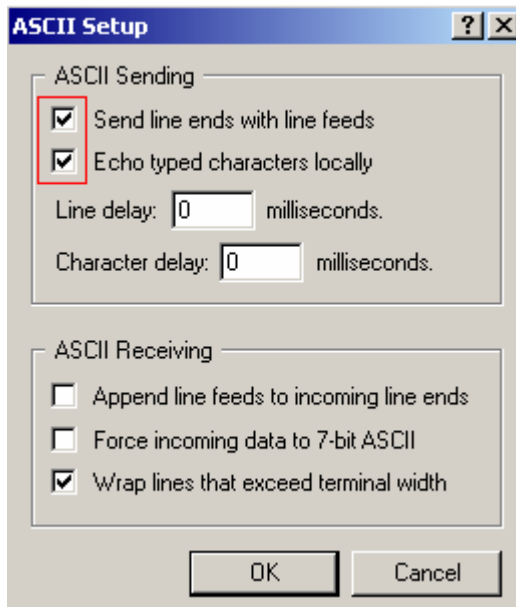 ASCII Setup
ASCII Sending
Send line ends with line feeds
Echo typed characters locally
Line delay: 0 milliseconds.
Character delay: 0 milliseconds.
ASCII Receiving
Append line feeds to incoming line ends
Force incoming data to 7-bit ASCII
Wrap lines that exceed terminal width
OK Cancel